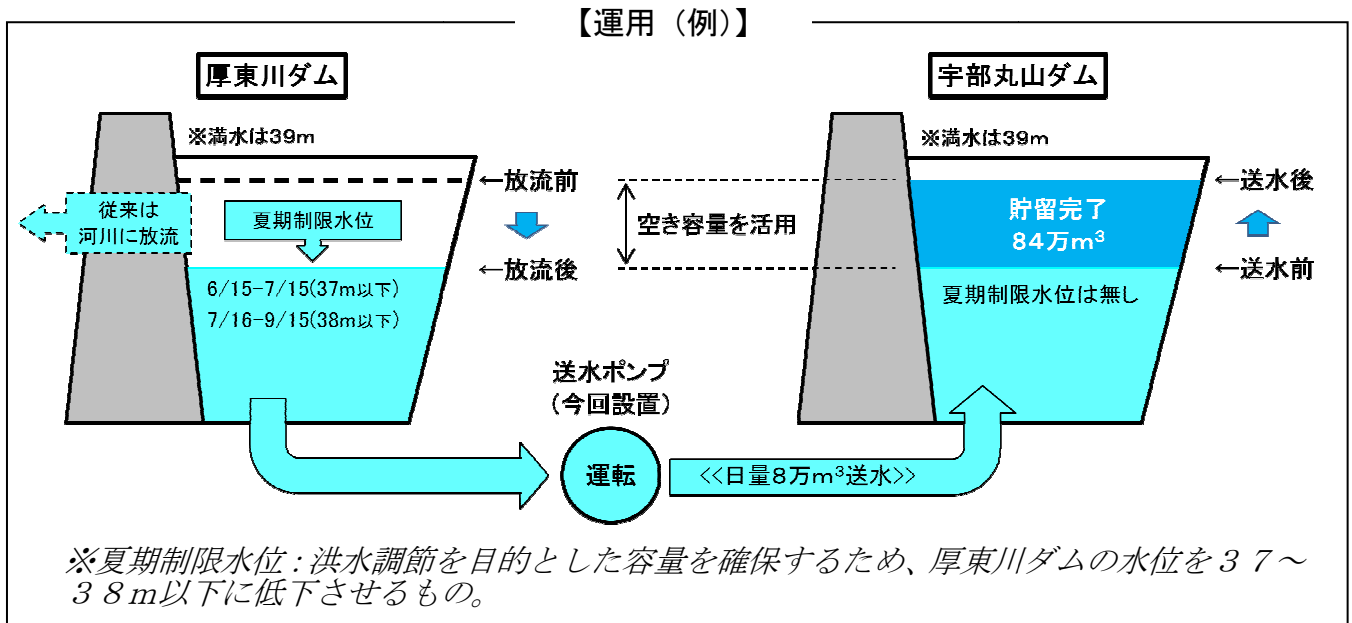 【運用（例）】
厚東川ダム
宇部丸山ダム
※満水は39m
※満水は39m
←放流前
←送水後
従来は
河川に放流
夏期制限水位
空き容量を活用
貯留完了
84万m³
←放流後
←送水前
6/15-7/15(37m以下)
7/16-9/15(38m以下)
夏期制限水位は無し
送水ポンプ
（今回設置）
運転
<<日量8万m³送水>>
※夏期制限水位：洪水調節を目的とした容量を確保するため、厚東川ダムの水位を３７～
３８m以下に低下させるもの。